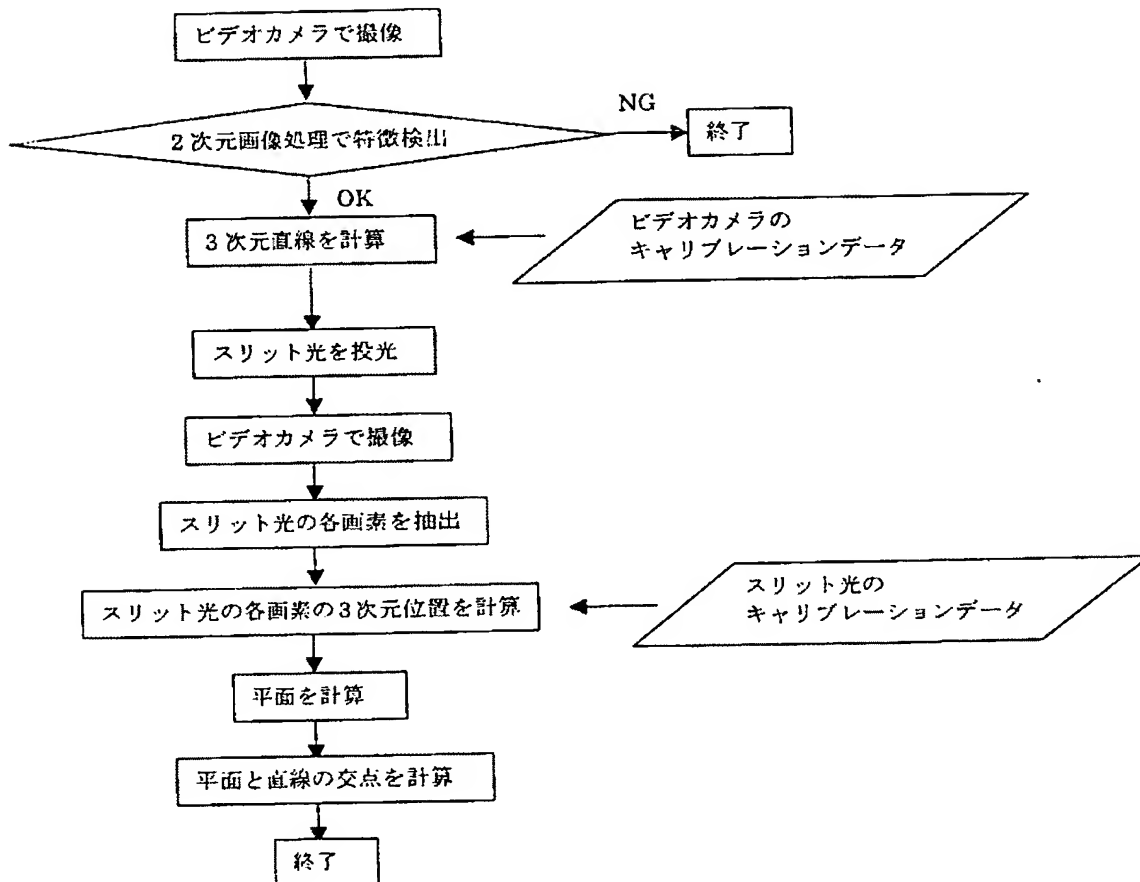 ビデオカメラで撮像
2次元画像処理で特徴検出
NG
終了
OK
3次元直線を計算
ビデオカメラの
キャリブレーションデータ
スリット光を投光
ビデオカメラで撮像
スリット光の各画素を抽出
スリット光の各画素の3次元位置を計算
スリット光の
キャリブレーションデータ
平面を計算
平面と直線の交点を計算
終了